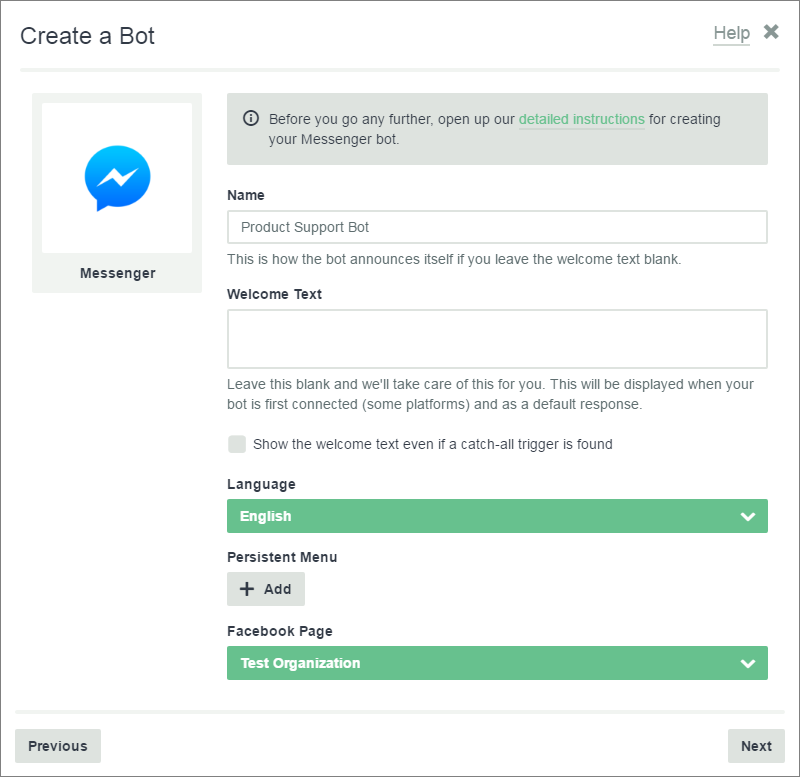 Create a Bot
Help
Before you go any further, open up our detailed instructions for creating
your Messenger bot.
Messenger
Name
Product Support Bot
This is how the bot announces itself if you leave the welcome text blank.
Welcome Text
Leave this blank and we'll take care of this for you. This will be displayed when your
bot is first connected (some platforms) and as a default response.
Show the welcome text even if a catch-all trigger is found
Language
English
Persistent Menu
Add
Facebook Page
Test Organization
Previous
Next